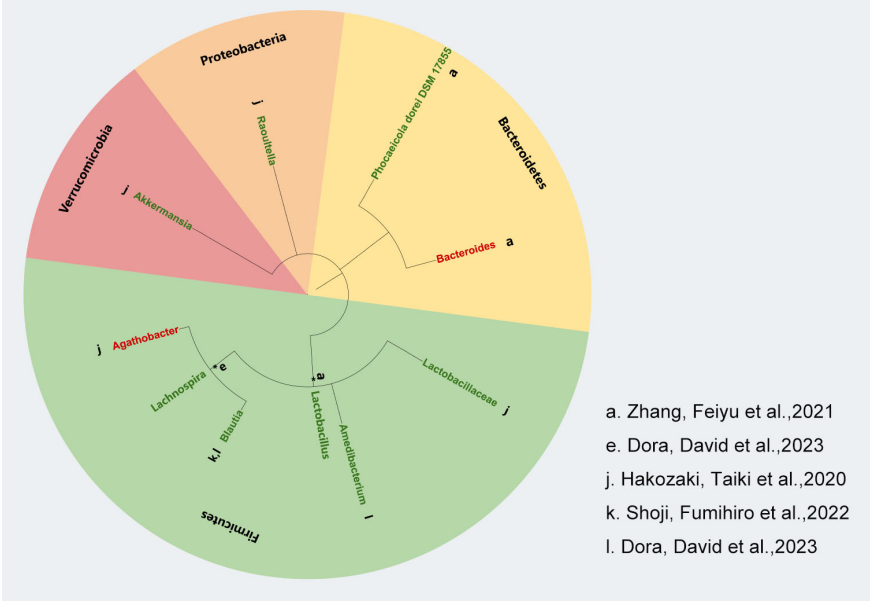 Proteobacteria
j
Raoultella
Verrucomicrobia
j
Akkermansia
Phocaeicola dorei DSM 17855
a
Bacteroidetes
Bacteroides
a
j
Agathobacter
* e
Lachnospira
Blautia
k,l
* a
Lactobacillus
Amedibacterium
l
Lactobacillaceae
j
Firmicutes
a. Zhang, Feiyu et al.,2021
e. Dora, David et al.,2023
j. Hakozaki, Taiki et al.,2020
k. Shoji, Fumihiro et al.,2022
l. Dora, David et al.,2023